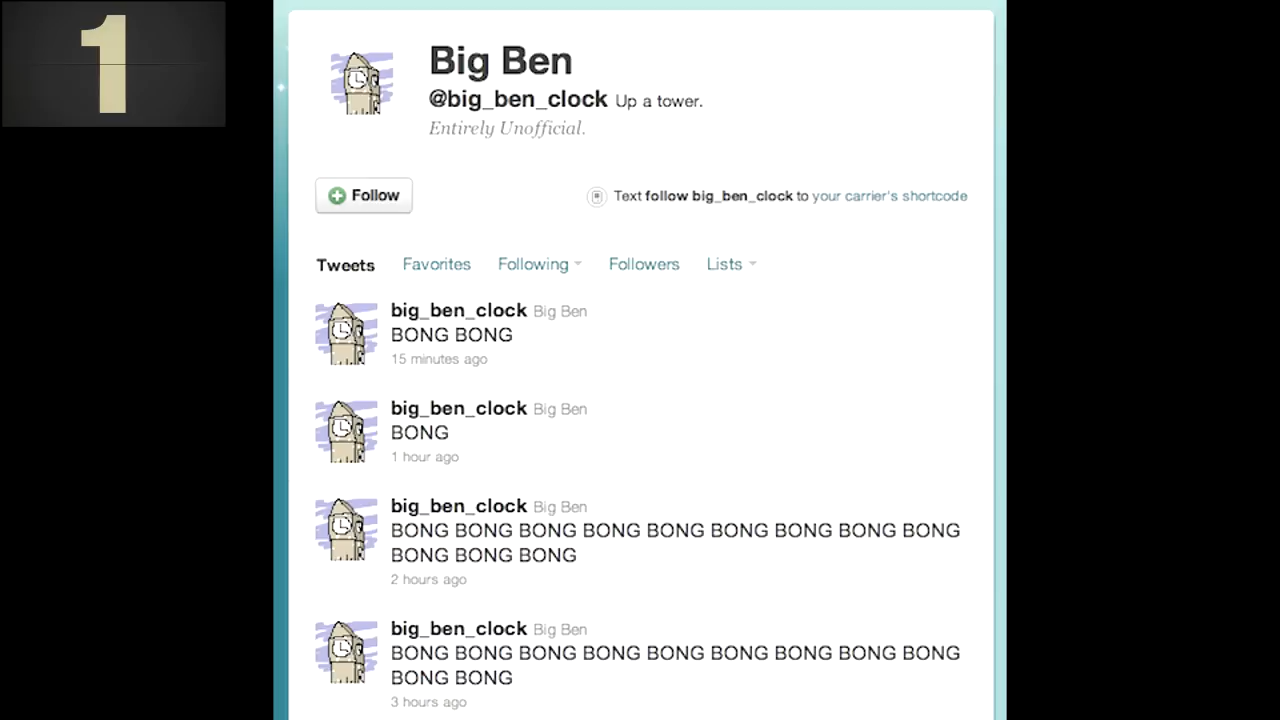 1
Big Ben
@big_ben_clock Up a tower.
Entirely Unofficial.
Follow
Text follow big_ben_clock to your carrier's shortcode
Tweets Favorites Following Followers Lists
big_ben_clock Big Ben
BONG BONG
15 minutes ago
big_ben_clock Big Ben
BONG
1 hour ago
big_ben_clock Big Ben
BONG BONG BONG BONG BONG BONG BONG BONG BONG
BONG BONG BONG
2 hours ago
big_ben_clock Big Ben
BONG BONG BONG BONG BONG BONG BONG BONG BONG
BONG BONG
3 hours ago